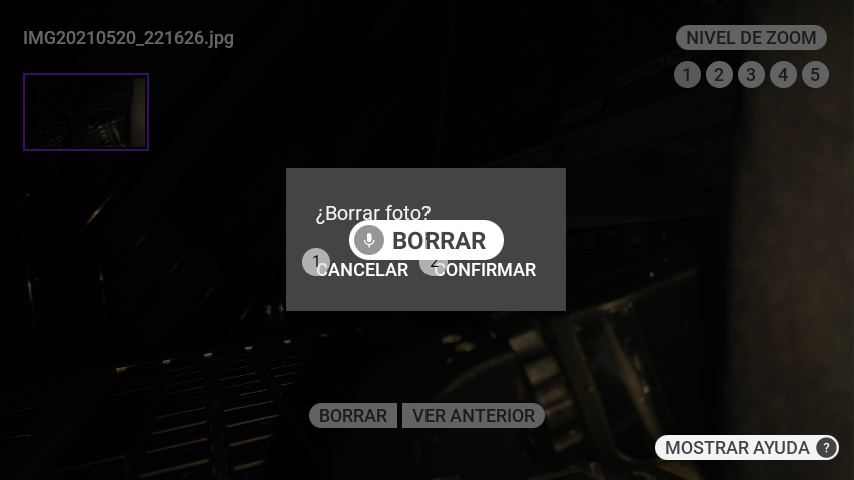 IMG20210520_221626.jpg
NIVEL DE ZOOM
1 2 3 4 5
¿Borrar foto?
BORRAR
1 CANCELAR 2 CONFIRMAR
BORRAR VER ANTERIOR
MOSTRAR AYUDA ?